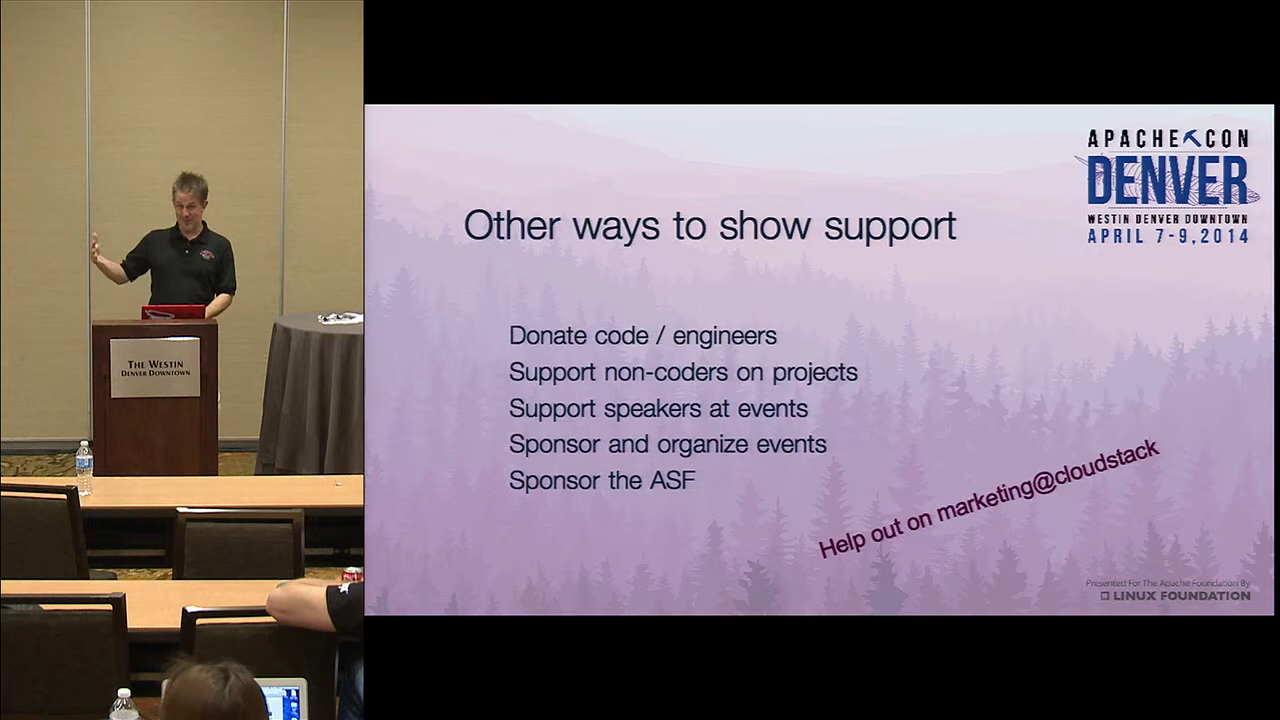 THE WESTIN
DENVER DOWNTOWN
APACHE CON
DENVER
WESTIN DENVER DOWNTOWN
APRIL 7-9, 2014
Other ways to show support
Donate code / engineers
Support non-coders on projects
Support speakers at events
Sponsor and organize events
Sponsor the ASF
Help out on marketing@cloudstack
Presented For The Apache Foundation By
LINUX FOUNDATION